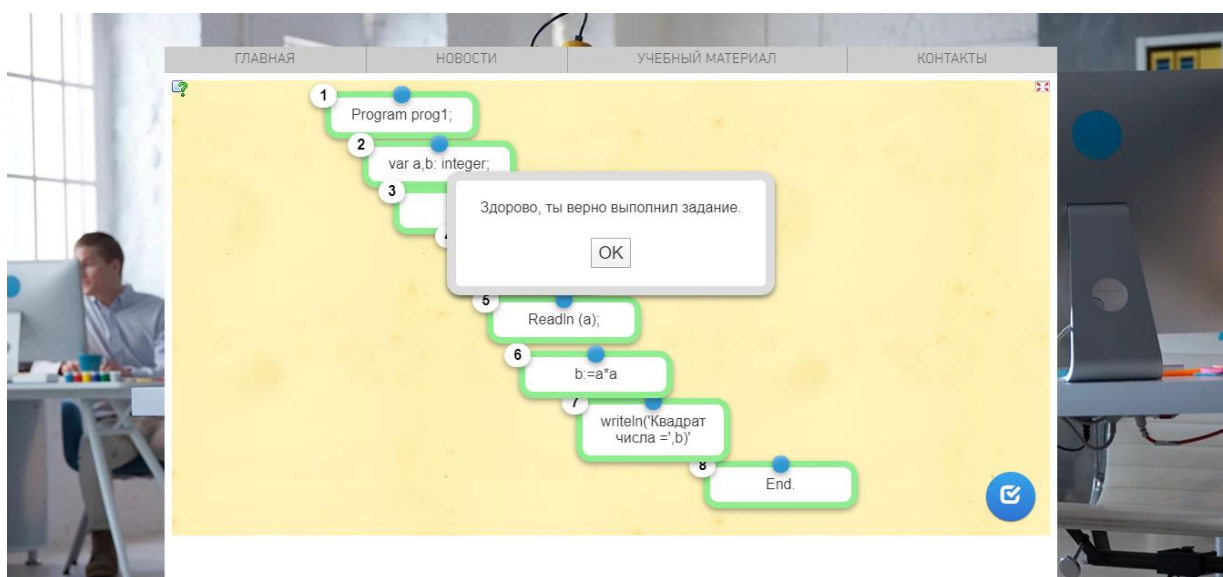 ГЛАВНАЯ НОВОСТИ УЧЕБНЫЙ МАТЕРИАЛ КОНТАКТЫ
1
Program prog1;
2
var a,b: integer;
3
Здорово, ты верно выполнил задание.
OK
5
Readln (a);
6
b:=a*a
7
writeln('Квадрат
числа =',b)'
8
End.